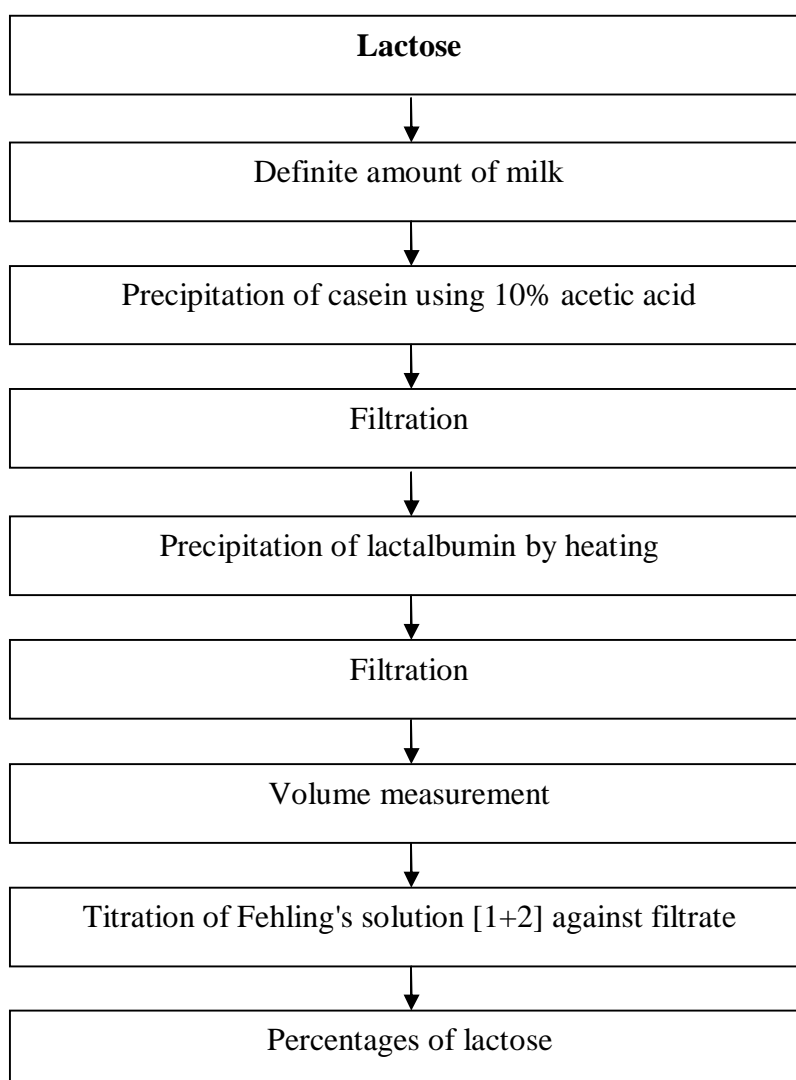 Lactose
Definite amount of milk
Precipitation of casein using 10% acetic acid
Filtration
Precipitation of lactalbumin by heating
Filtration
Volume measurement
Titration of Fehling's solution [1+2] against filtrate
Percentages of lactose